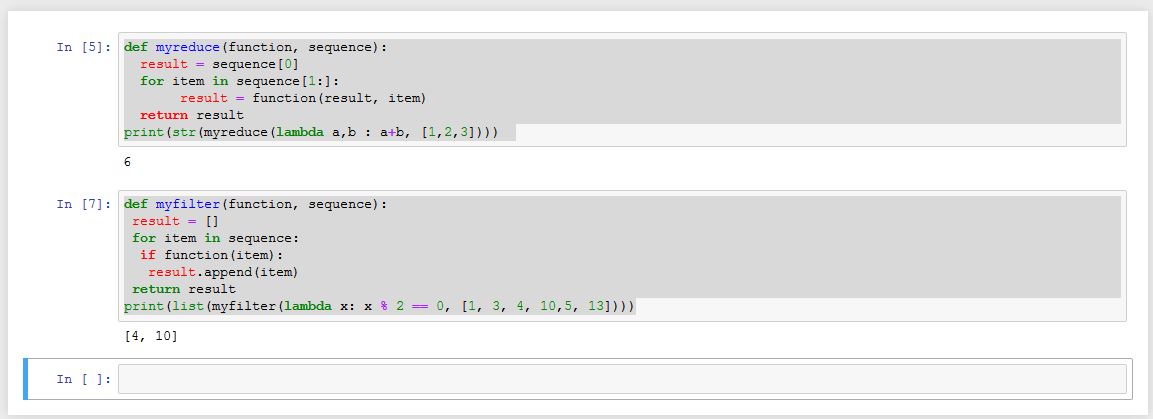 In [5]: def myreduce(function, sequence):
  result = sequence[0]
  for item in sequence[1:]:
       result = function(result, item)
  return result
print(str(myreduce(lambda a,b : a+b, [1,2,3])))
6
In [7]: def myfilter(function, sequence):
 result = []
 for item in sequence:
  if function(item):
   result.append(item)
 return result
print(list(myfilter(lambda x: x % 2 == 0, [1, 3, 4, 10,5, 13])))
[4, 10]
In [ ]: